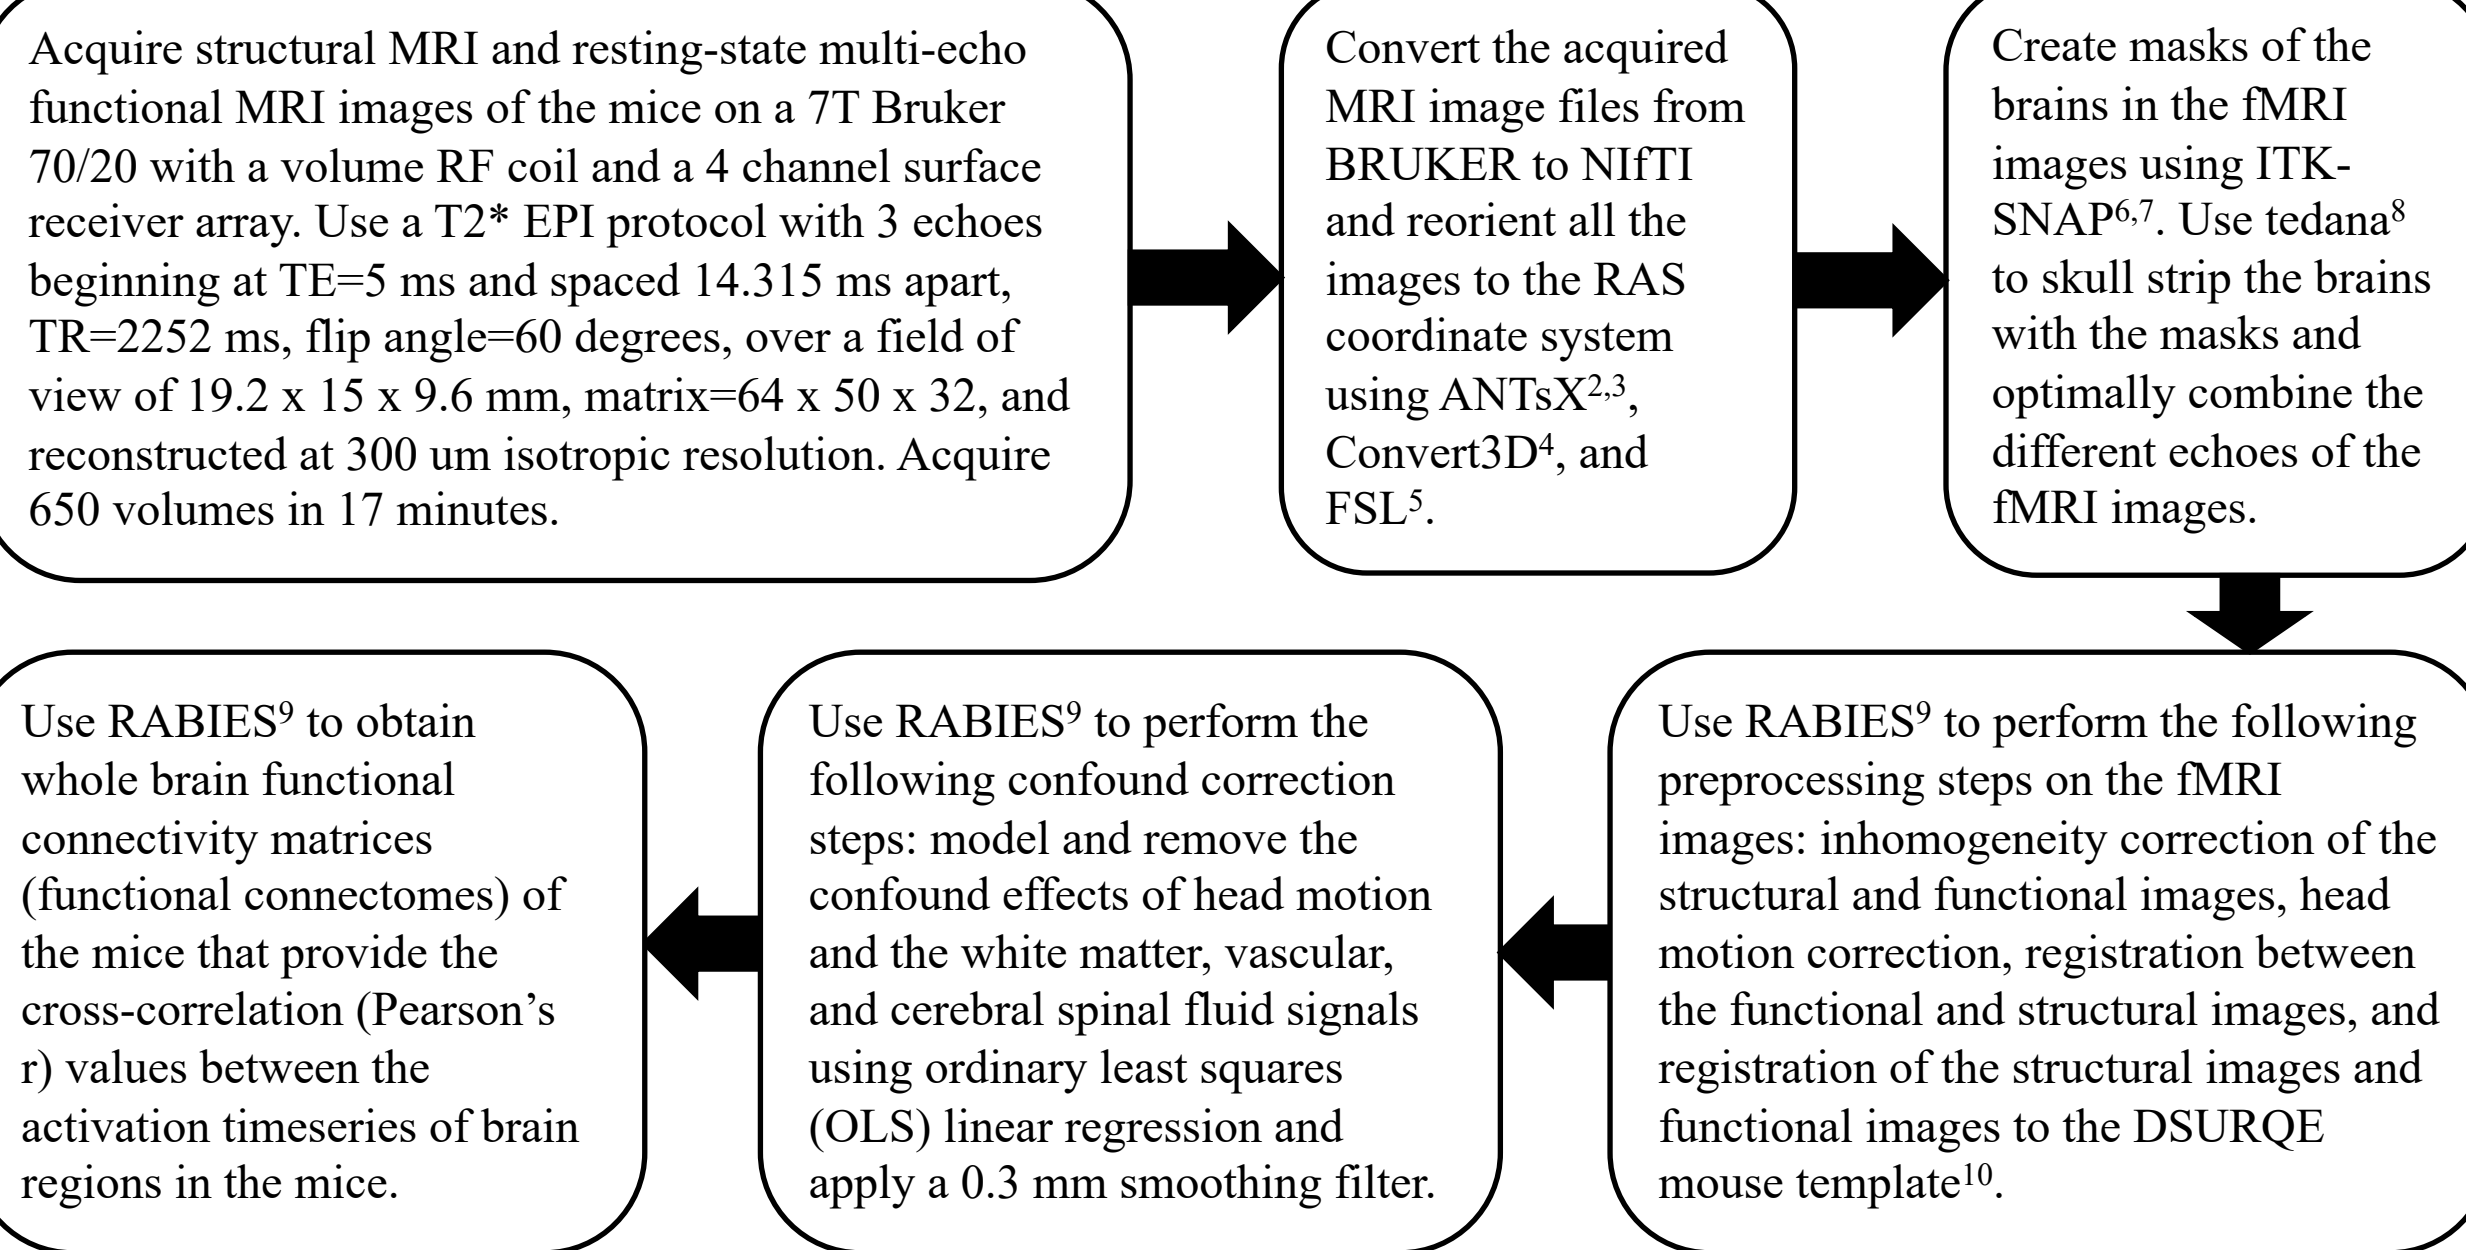 Acquire structural MRI and resting-state multi-echo
functional MRI images of the mice on a 7T Bruker
70/20 with a volume RF coil and a 4 channel surface
receiver array. Use a T2* EPI protocol with 3 echoes
beginning at TE=5 ms and spaced 14.315 ms apart,
TR=2252 ms, flip angle=60 degrees, over a field of
view of 19.2 x 15 x 9.6 mm, matrix=64 x 50 x 32, and
reconstructed at 300 um isotropic resolution. Acquire
650 volumes in 17 minutes.
Convert the acquired
MRI image files from
BRUKER to NIfTI
and reorient all the
images to the RAS
coordinate system
using ANTsX2,3,
Convert3D4, and
FSL5.
Create masks of the
brains in the fMRI
images using ITK-
SNAP6,7. Use tedana8
to skull strip the brains
with the masks and
optimally combine the
different echoes of the
fMRI images.
Use RABIES9 to perform the following
preprocessing steps on the fMRI
images: inhomogeneity correction of the
structural and functional images, head
motion correction, registration between
the functional and structural images, and
registration of the structural images and
functional images to the DSURQE
mouse template10.
Use RABIES9 to perform the
following confound correction
steps: model and remove the
confound effects of head motion
and the white matter, vascular,
and cerebral spinal fluid signals
using ordinary least squares
(OLS) linear regression and
apply a 0.3 mm smoothing filter.
Use RABIES9 to obtain
whole brain functional
connectivity matrices
(functional connectomes) of
the mice that provide the
cross-correlation (Pearson’s
r) values between the
activation timeseries of brain
regions in the mice.